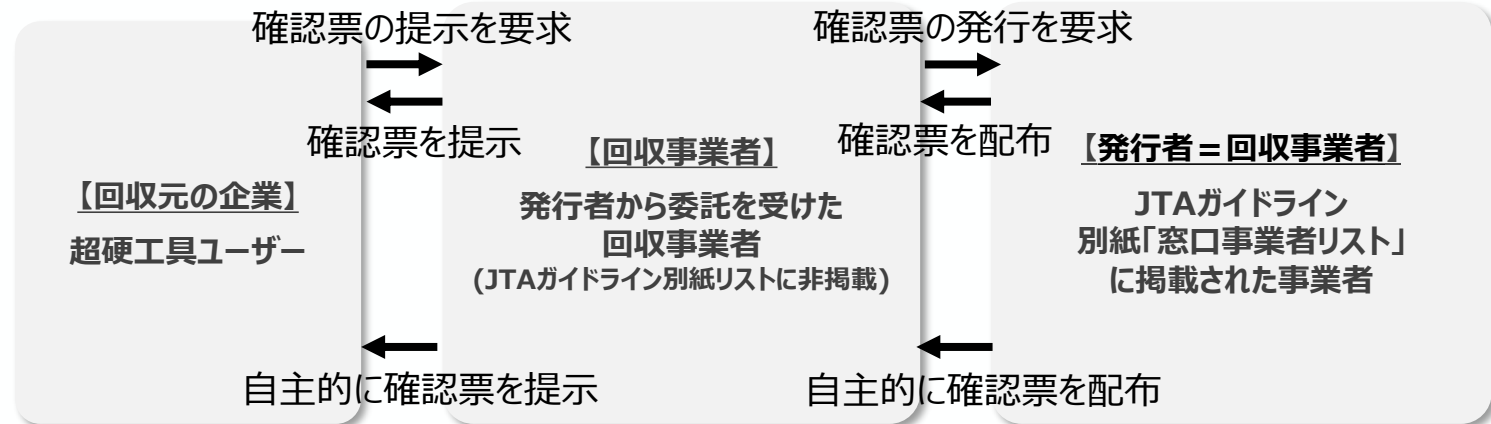 確認票の提示を要求
確認票を提示
確認票の発行を要求
確認票を配布
【回収元の企業】
超硬工具ユーザー
【回収事業者】
発行者から委託を受けた
回収事業者
(JTAガイドライン別紙リストに非掲載)
【発行者=回収事業者】
JTAガイドライン
別紙「窓口事業者リスト」
に掲載された事業者
自主的に確認票を提示
自主的に確認票を配布